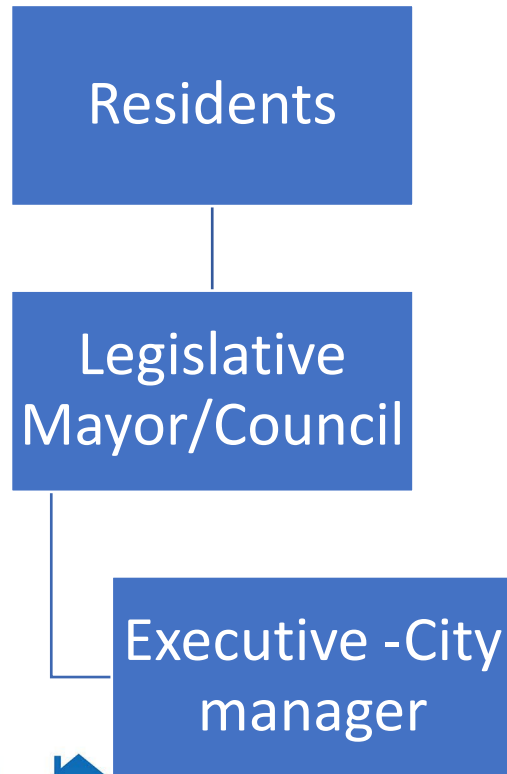 Residents
Legislative
Mayor/Council
Executive -City
manager